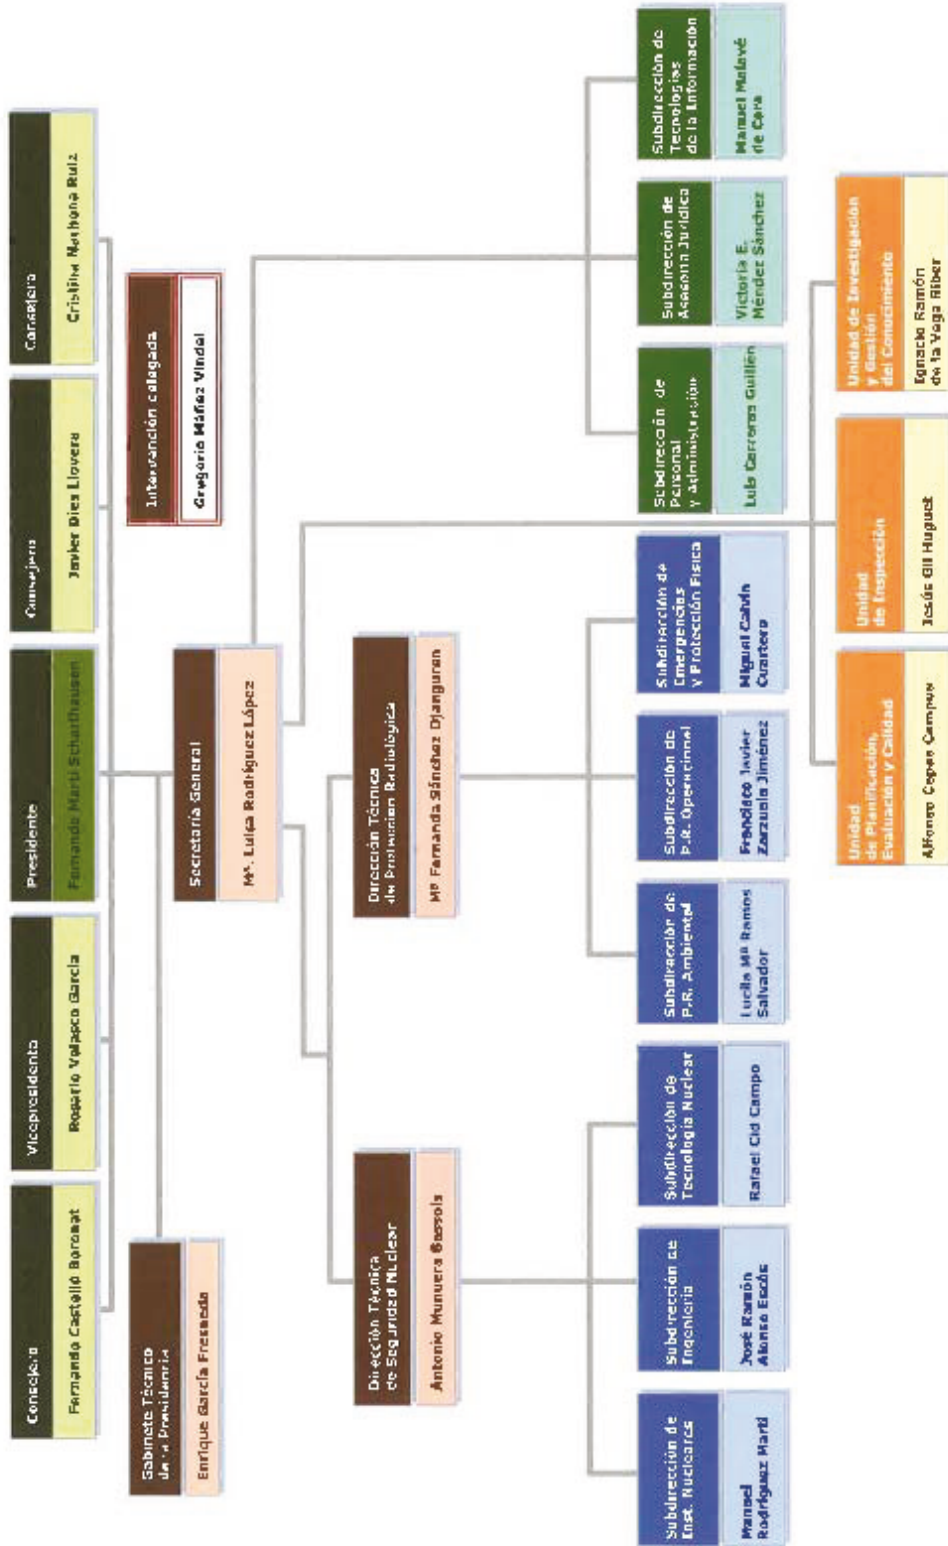 Consejero
Fernando Castelló Boronat
Vicepresidenta
Rosario Velasco García
Presidente
Fernando Marti Scharfhausen
Consejero
Javier Dies Llovera
Consejera
Cristina Narbona Ruiz
Gabinete Técnico
de la Presidencia
Enrique García Fresneda
Secretaría General
Mª. Luisa Rodríguez López
Intervención delegada
Gregorio Máñez Vindel
Dirección Técnica
de Seguridad Nuclear
Antonio Munuera Bassols
Dirección Técnica
de Protección Radiológica
Mª Fernanda Sánchez Ojanguren
Subdirección de
Inst. Nucleares
Manuel
Rodríguez Martí
Subdirección de
Ingeniería
José Ramón
Alonso Escós
Subdirección de
Tecnología Nuclear
Rafael Cid Campo
Subdirección de
P.R. Ambiental
Lucila Mª Ramos
Salvador
Subdirección de
P.R. Operacional
Francisco Javier
Zarzuela Jiménez
Subdirección de
Emergencias
y Protección Física
Miguel Calvín
Cuartero
Subdirección de
Personal
y Administración
Luis Carreras Guillén
Subdirección de
Asesoría Jurídica
Victoria E.
Méndez Sánchez
Subdirección de
Tecnologías
de la Información
Manuel Malavé
de Cara
Unidad
de Planificación,
Evaluación y Calidad
Alfonso Campos
Unidad
de Inspección
Jesús Gil Huguet
Unidad de Investigación
y Gestión
del Conocimiento
Ignacio Ramón
de la Vega Riber